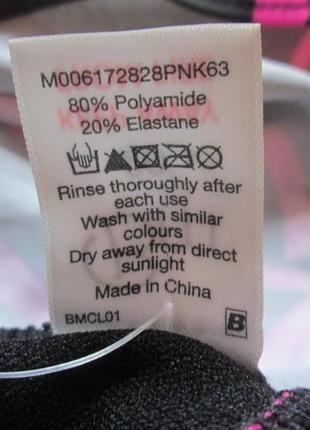 M006172828PNK63
80% Polyamide
20% Elastane
Rinse thoroughly after
each use
Wash with similar
colours
Dry away from direct
sunlight
Made in China
BMCL01
B